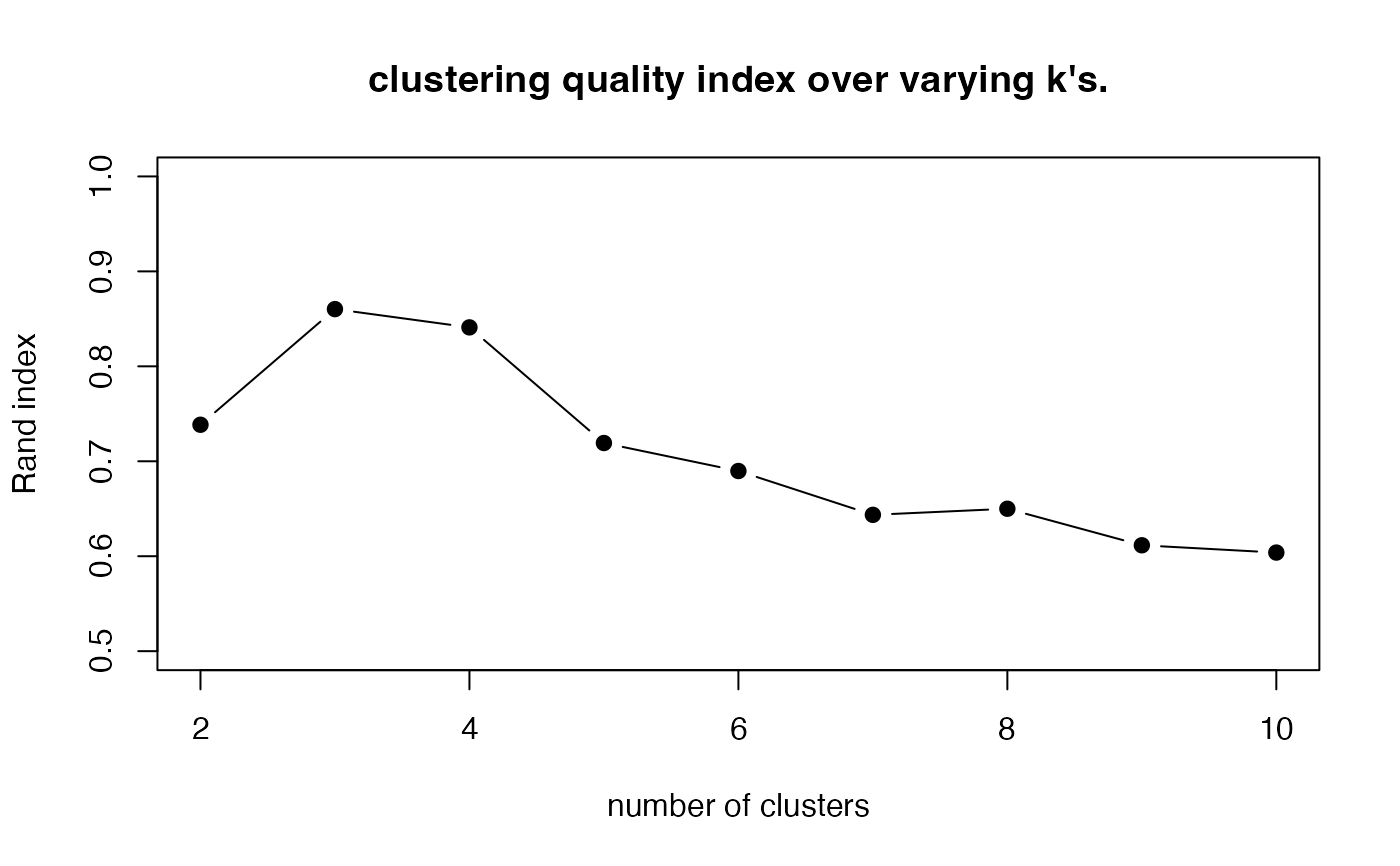 clustering quality index over varying k's.
Rand index
1.0
0.9
0.8
0.7
0.6
0.5
2 4 6 8 10
number of clusters